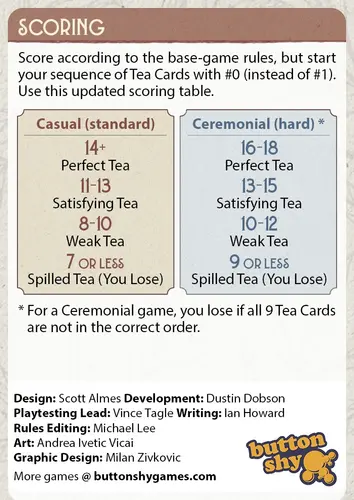 SCORING
Score according to the base-game rules, but start
your sequence of Tea Cards with #0 (instead of #1).
Use this updated scoring table.
Casual (standard)
14+
Perfect Tea
11-13
Satisfying Tea
8-10
Weak Tea
7 OR LESS
Spilled Tea (You Lose)
Ceremonial (hard) *
16-18
Perfect Tea
13-15
Satisfying Tea
10-12
Weak Tea
9 OR LESS
Spilled Tea (You Lose)
* For a Ceremonial game, you lose if all 9 Tea Cards
are not in the correct order.
Design: Scott Almes Development: Dustin Dobson
Playtesting Lead: Vince Tagle Writing: Ian Howard
Rules Editing: Michael Lee
Art: Andrea Ivetic Vicai
Graphic Design: Milan Zivkovic
More games @ buttonshygames.com
button
shy